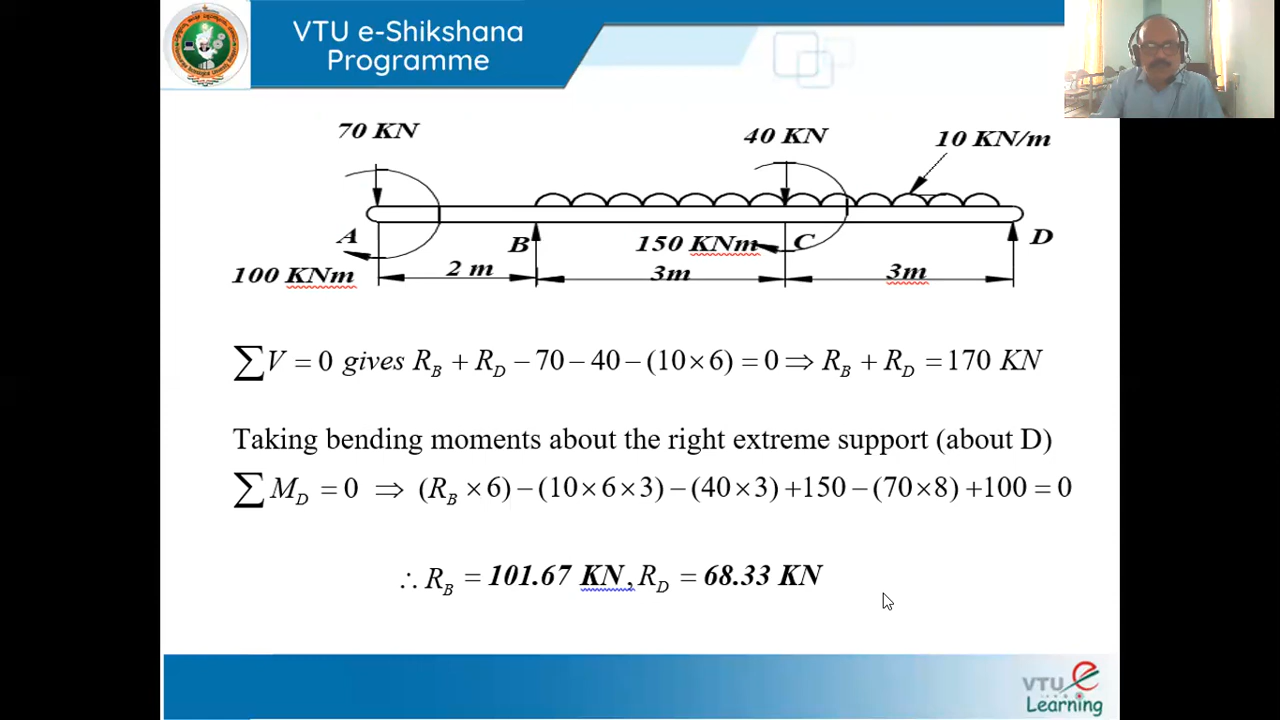 VTU e-Shikshana
Programme
70 KN
40 KN
10 KN/m
A
B
150 KNm
C
D
100 KNm
2 m
3m
3m
∑V = 0 gives R_B + R_D − 70 − 40 − (10×6) = 0 ⇒ R_B + R_D = 170 KN
Taking bending moments about the right extreme support (about D)
∑M_D = 0 ⇒ (R_B × 6) − (10×6×3) − (40×3) +150 − (70×8) +100 = 0
∴ R_B = 101.67 KN, R_D = 68.33 KN
VTU e
Learning